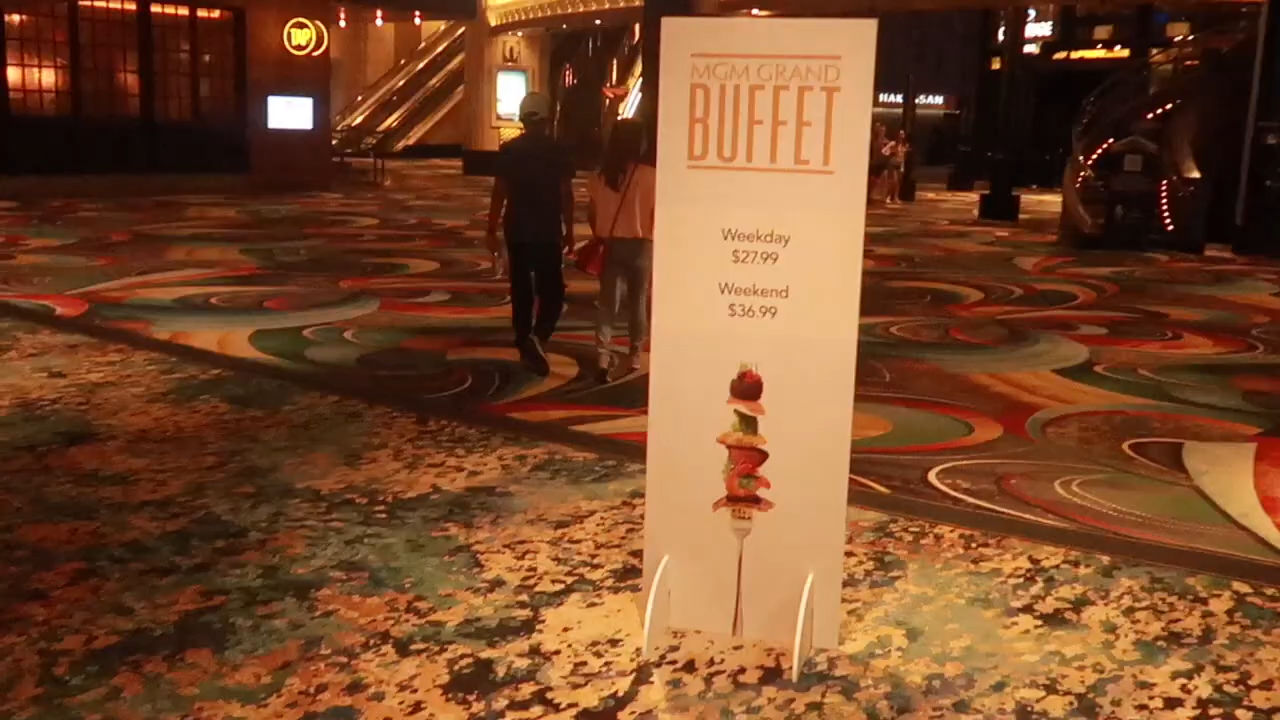 TAP
MGM GRAND
BUFFET
Weekday
$27.99
Weekend
$36.99
HAKKASAN